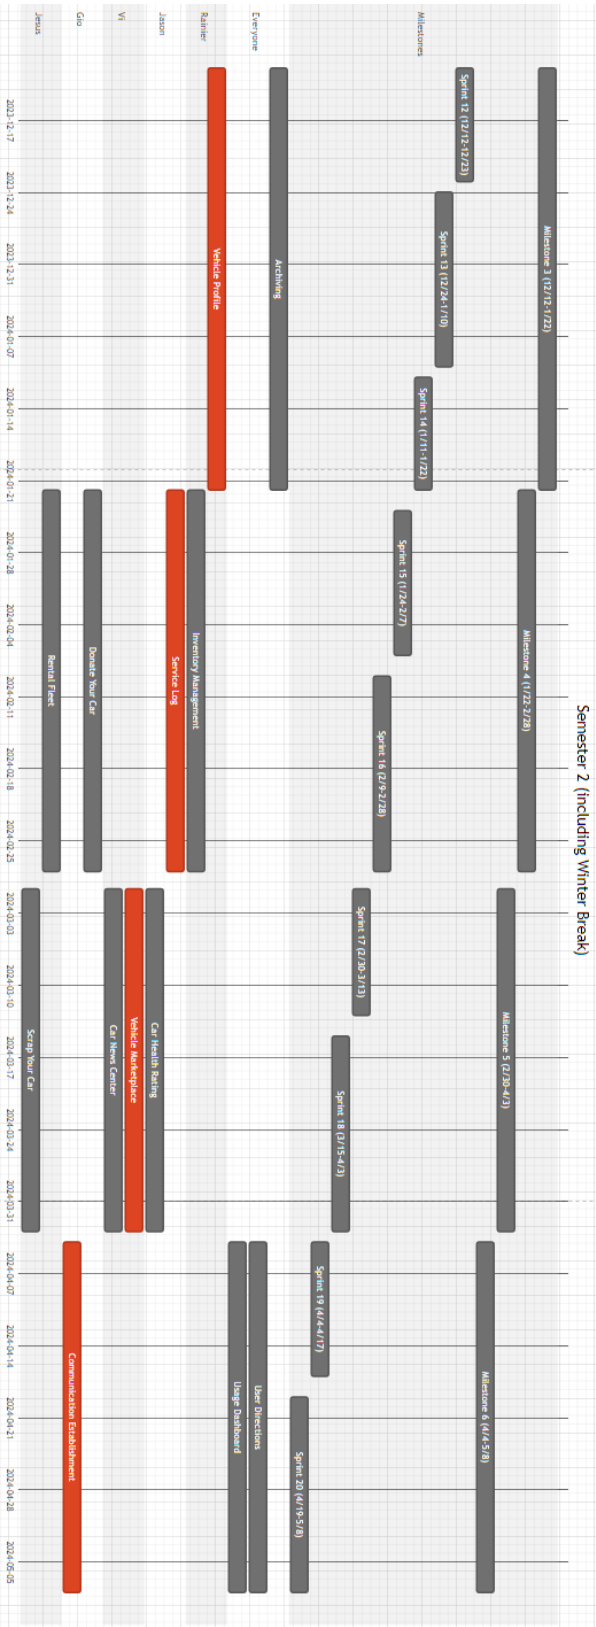 Semester 2 (including Winter Break)
Milestones
Milestone 3 (12/12-1/22)
Milestone 4 (1/22-2/28)
Milestone 5 (2/30-4/3)
Milestone 6 (4/4-5/8)
Sprint 12 (12/12-12/23)
Sprint 13 (12/24-1/10)
Sprint 14 (1/11-1/22)
Sprint 15 (1/24-2/7)
Sprint 16 (2/9-2/28)
Sprint 17 (2/30-3/13)
Sprint 18 (3/15-4/3)
Sprint 19 (4/4-4/17)
Sprint 20 (4/19-5/8)
Everyone
Archiving
User Directions
Usage Dashboard
Rainier
Vehicle Profile
Inventory Management
Jason
Service Log
Car Health Rating
Vi
Vehicle Marketplace
Car News Center
Gio
Donate Your Car
Communication Establishment
Jesus
Rental Fleet
Scrap Your Car
2023-12-17
2023-12-24
2023-12-31
2024-01-07
2024-01-14
2024-01-21
2024-01-28
2024-02-04
2024-02-11
2024-02-18
2024-02-25
2024-03-03
2024-03-10
2024-03-17
2024-03-24
2024-03-31
2024-04-07
2024-04-14
2024-04-21
2024-04-28
2024-05-05